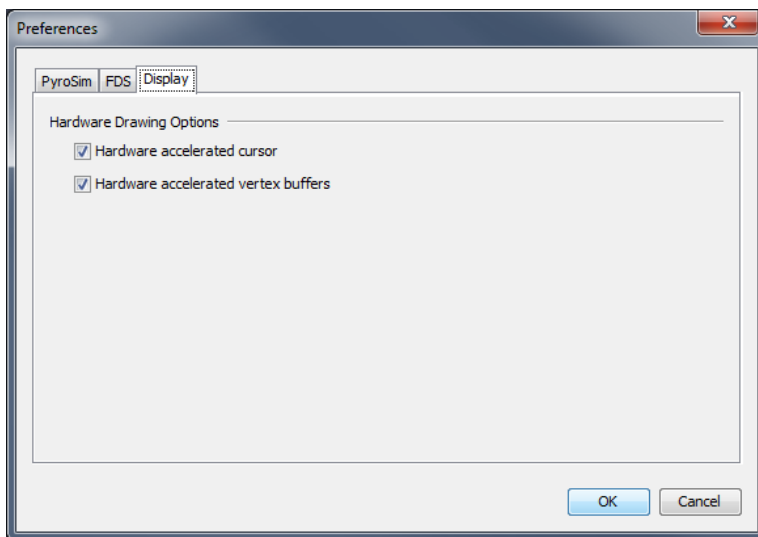 Preferences
PyroSim FDS Display
Hardware Drawing Options
Hardware accelerated cursor
Hardware accelerated vertex buffers
OK Cancel